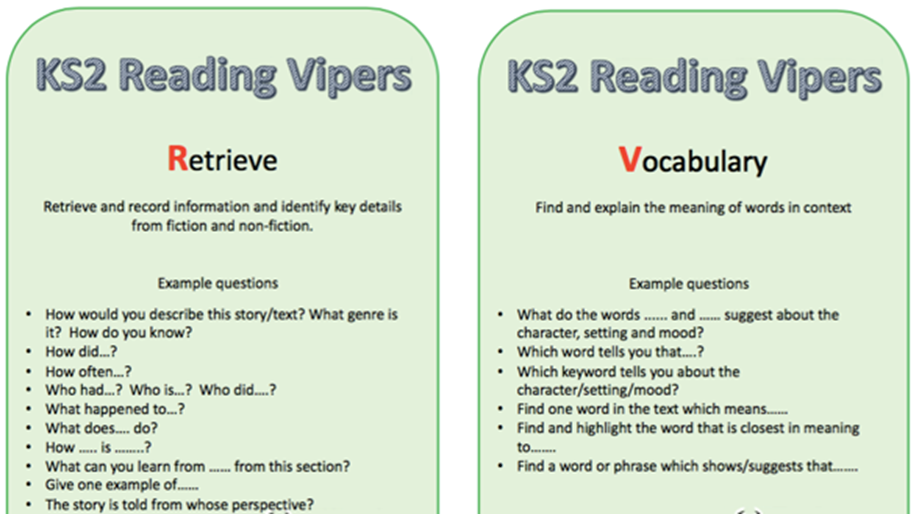 KS2 Reading Vipers
Retrieve
Retrieve and record information and identify key details
from fiction and non-fiction.
Example questions
• How would you describe this story/text? What genre is
it? How do you know?
• How did...?
• How often...?
• Who had...? Who is...? Who did....?
• What happened to...?
• What does.... do?
• How ..... is ........?
• What can you learn from ...... from this section?
• Give one example of......
• The story is told from whose perspective?
KS2 Reading Vipers
Vocabulary
Find and explain the meaning of words in context
Example questions
• What do the words ...... and ...... suggest about the
character, setting and mood?
• Which word tells you that....?
• Which keyword tells you about the
character/setting/mood?
• Find one word in the text which means......
• Find and highlight the word that is closest in meaning
to.......
• Find a word or phrase which shows/suggests that.......